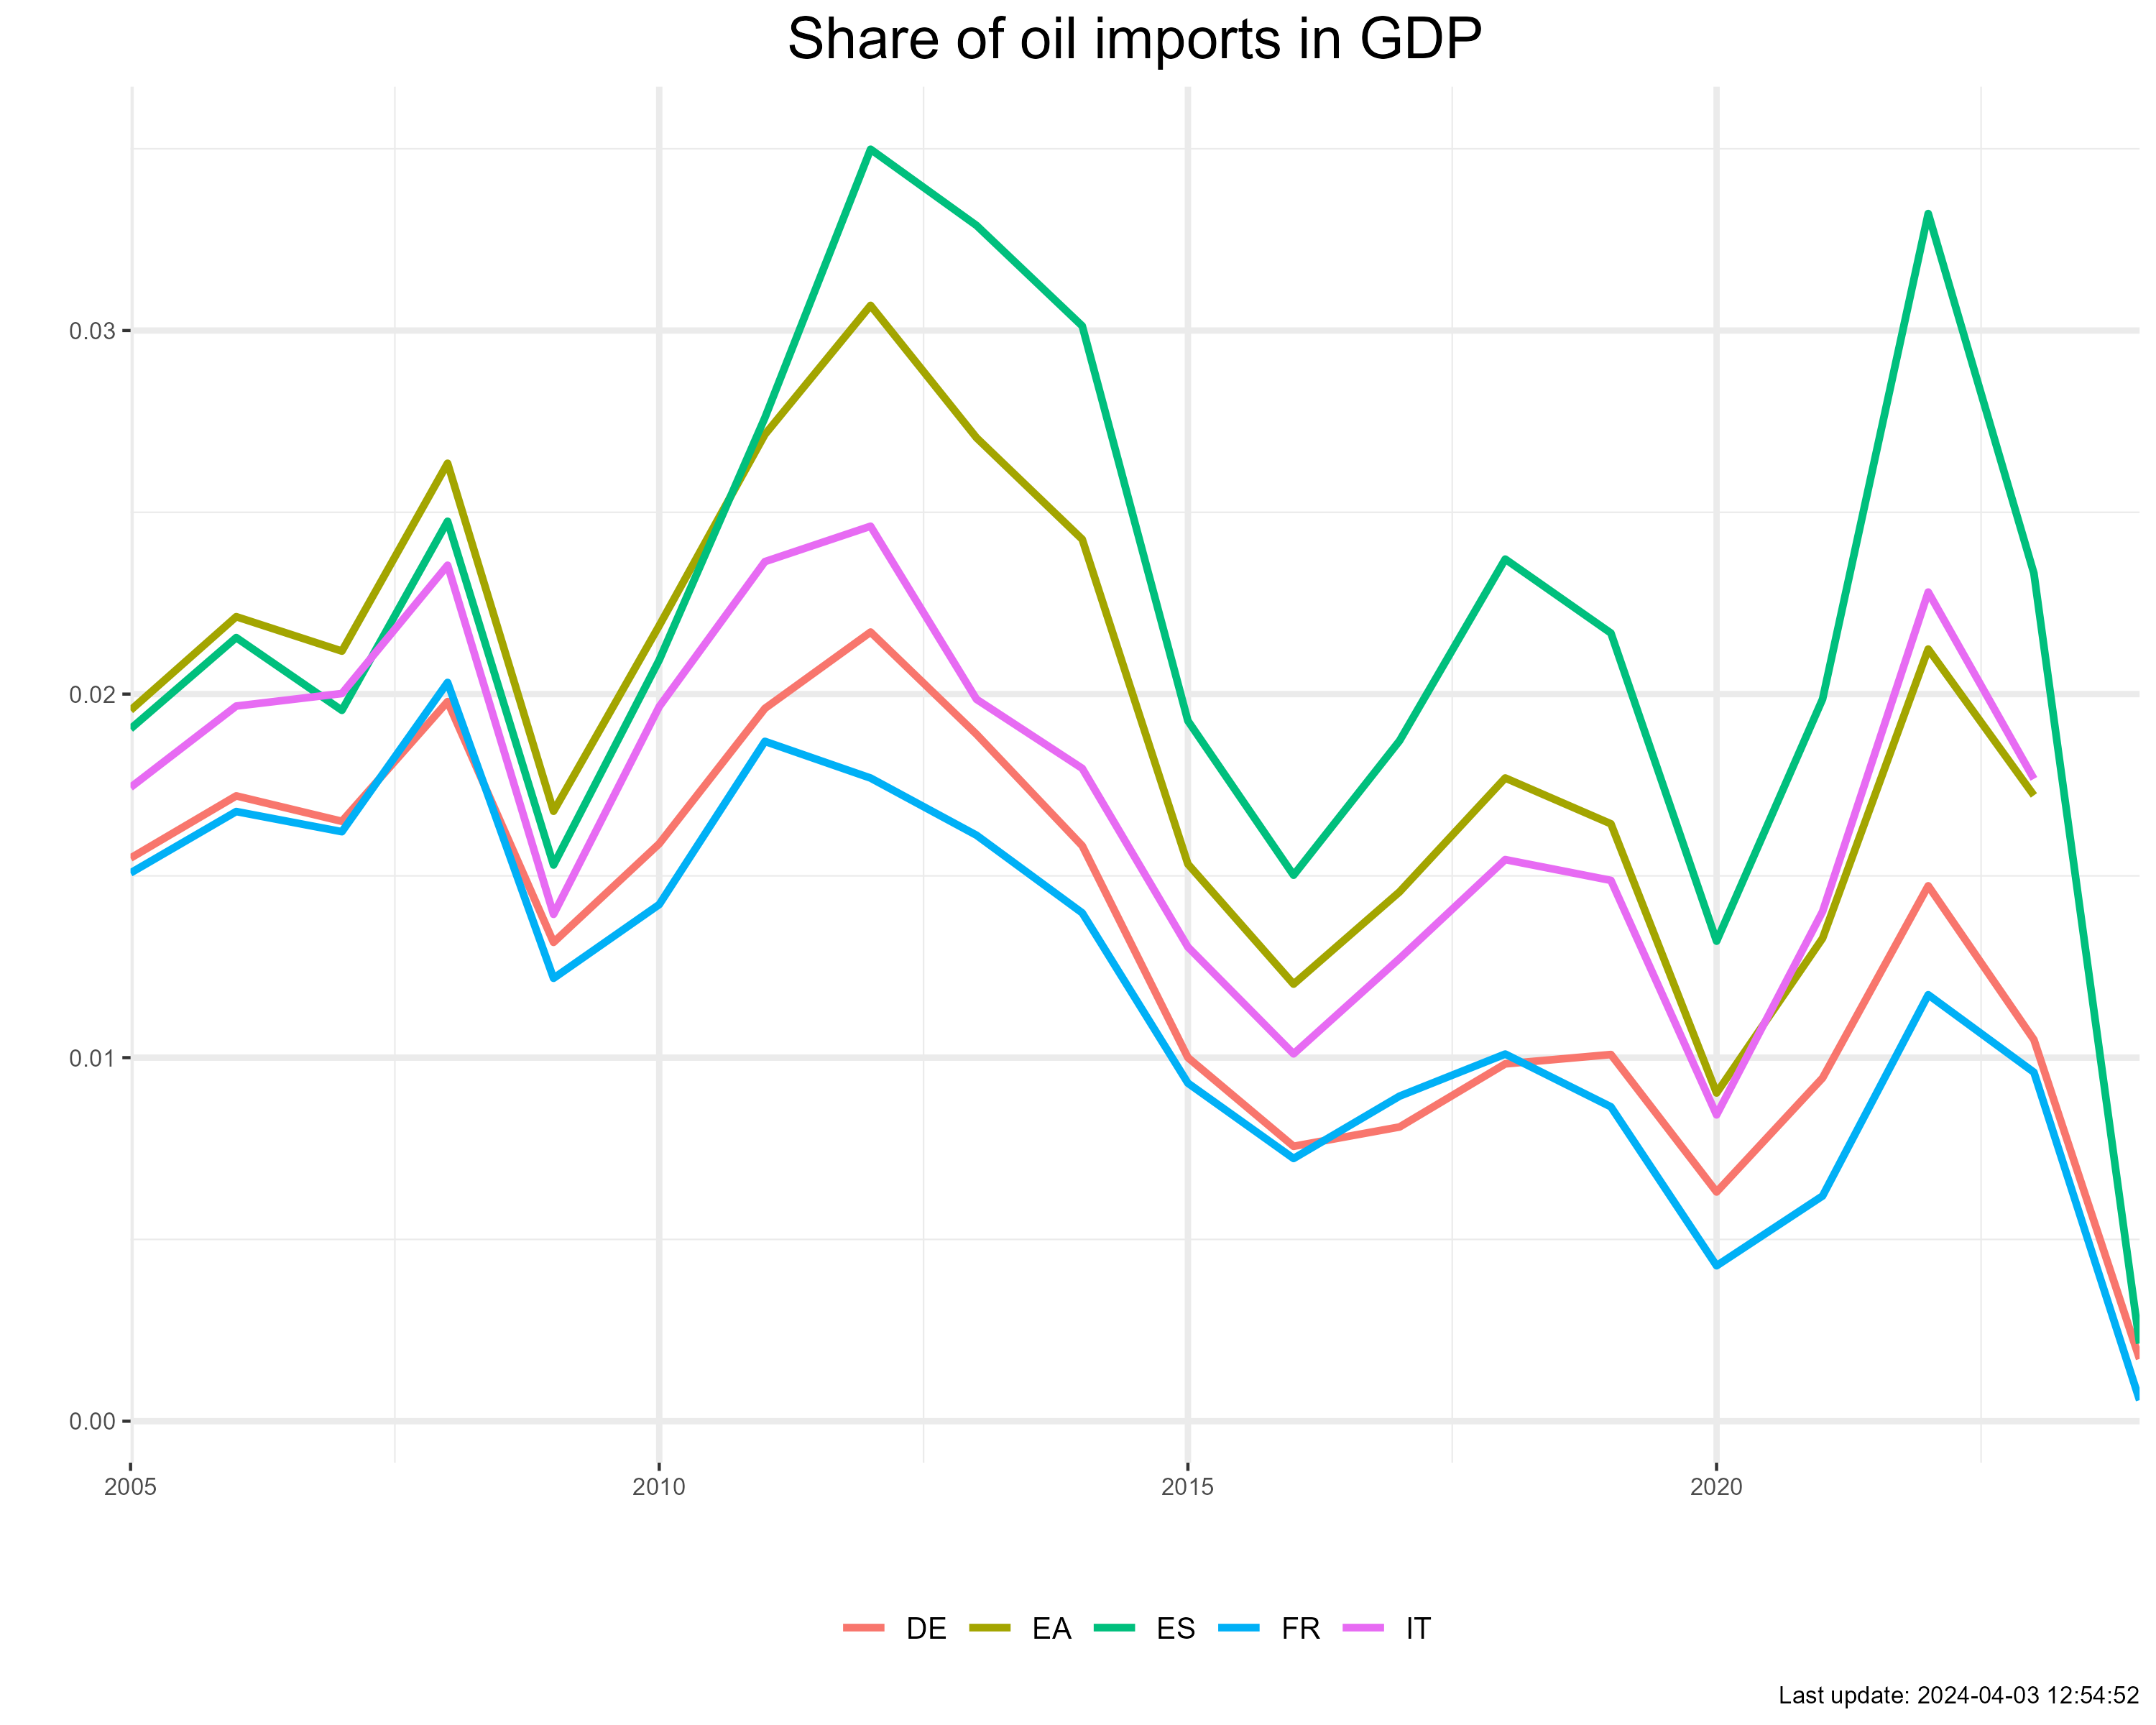 Share of oil imports in GDP
0.03
0.02
0.01
0.00
2005 2010 2015 2020
DE EA ES FR IT
Last update: 2024-04-03 12:54:52